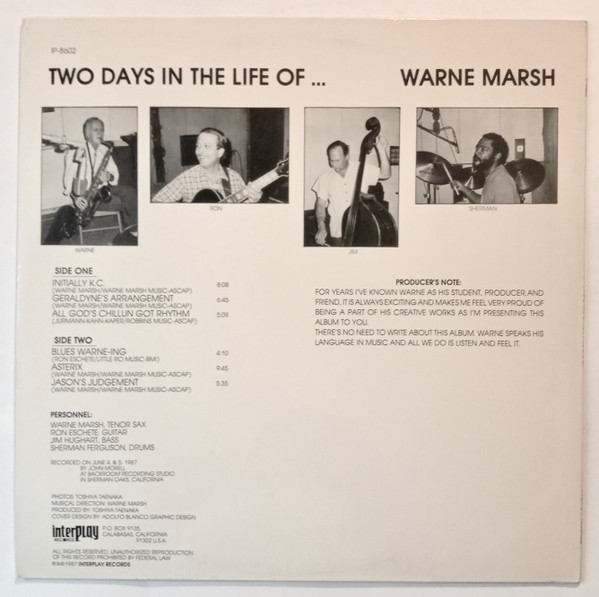 IP-8602
TWO DAYS IN THE LIFE OF ... WARNE MARSH
WARNE
RON
JIM
SHERMAN
SIDE ONE
INITIALLY K.C. 8:08
(WARNE MARSH/WARNE MARSH MUSIC-ASCAP)
GERALDYNE'S ARRANGEMENT 6:45
(WARNE MARSH/WARNE MARSH MUSIC-ASCAP)
ALL GOD'S CHILLUN GOT RHYTHM 5:09
(JURMANN-KAHN-KAPER/ROBBINS MUSIC-ASCAP)
SIDE TWO
BLUES WARNE-ING 4:10
(RON ESCHETE/LITTLE RO MUSIC-BMI)
ASTERIX 9:45
(WARNE MARSH/WARNE MARSH MUSIC-ASCAP)
JASON'S JUDGEMENT 5:35
(WARNE MARSH/WARNE MARSH MUSIC-ASCAP)
PRODUCER'S NOTE:
FOR YEARS I'VE KNOWN WARNE AS HIS STUDENT, PRODUCER AND
FRIEND. IT IS ALWAYS EXCITING AND MAKES ME FEEL VERY PROUD OF
BEING A PART OF HIS CREATIVE WORKS AS I'M PRESENTING THIS
ALBUM TO YOU.
THERE'S NO NEED TO WRITE ABOUT THIS ALBUM. WARNE SPEAKS HIS
LANGUAGE IN MUSIC AND ALL WE DO IS LISTEN AND FEEL IT.
PERSONNEL:
WARNE MARSH, TENOR SAX
RON ESCHETE, GUITAR
JIM HUGHART, BASS
SHERMAN FERGUSON, DRUMS
RECORDED ON JUNE 4 & 5, 1987
BY JOHN MORELL
AT BACKROOM RECORDING STUDIO
IN SHERMAN OAKS, CALIFORNIA
PHOTOS: TOSHIYA TAENAKA
MUSICAL DIRECTION: WARNE MARSH
PRODUCED BY: TOSHIYA TAENAKA
COVER DESIGN BY: ADOLFO BLANCO GRAPHIC DESIGN
interplay
RECORDS
P.O. BOX 9135
CALABASAS, CALIFORNIA
91302 U.S.A.
ALL RIGHTS RESERVED. UNAUTHORIZED REPRODUCTION
OF THIS RECORD PROHIBITED BY FEDERAL LAW
1987 INTERPLAY RECORDS